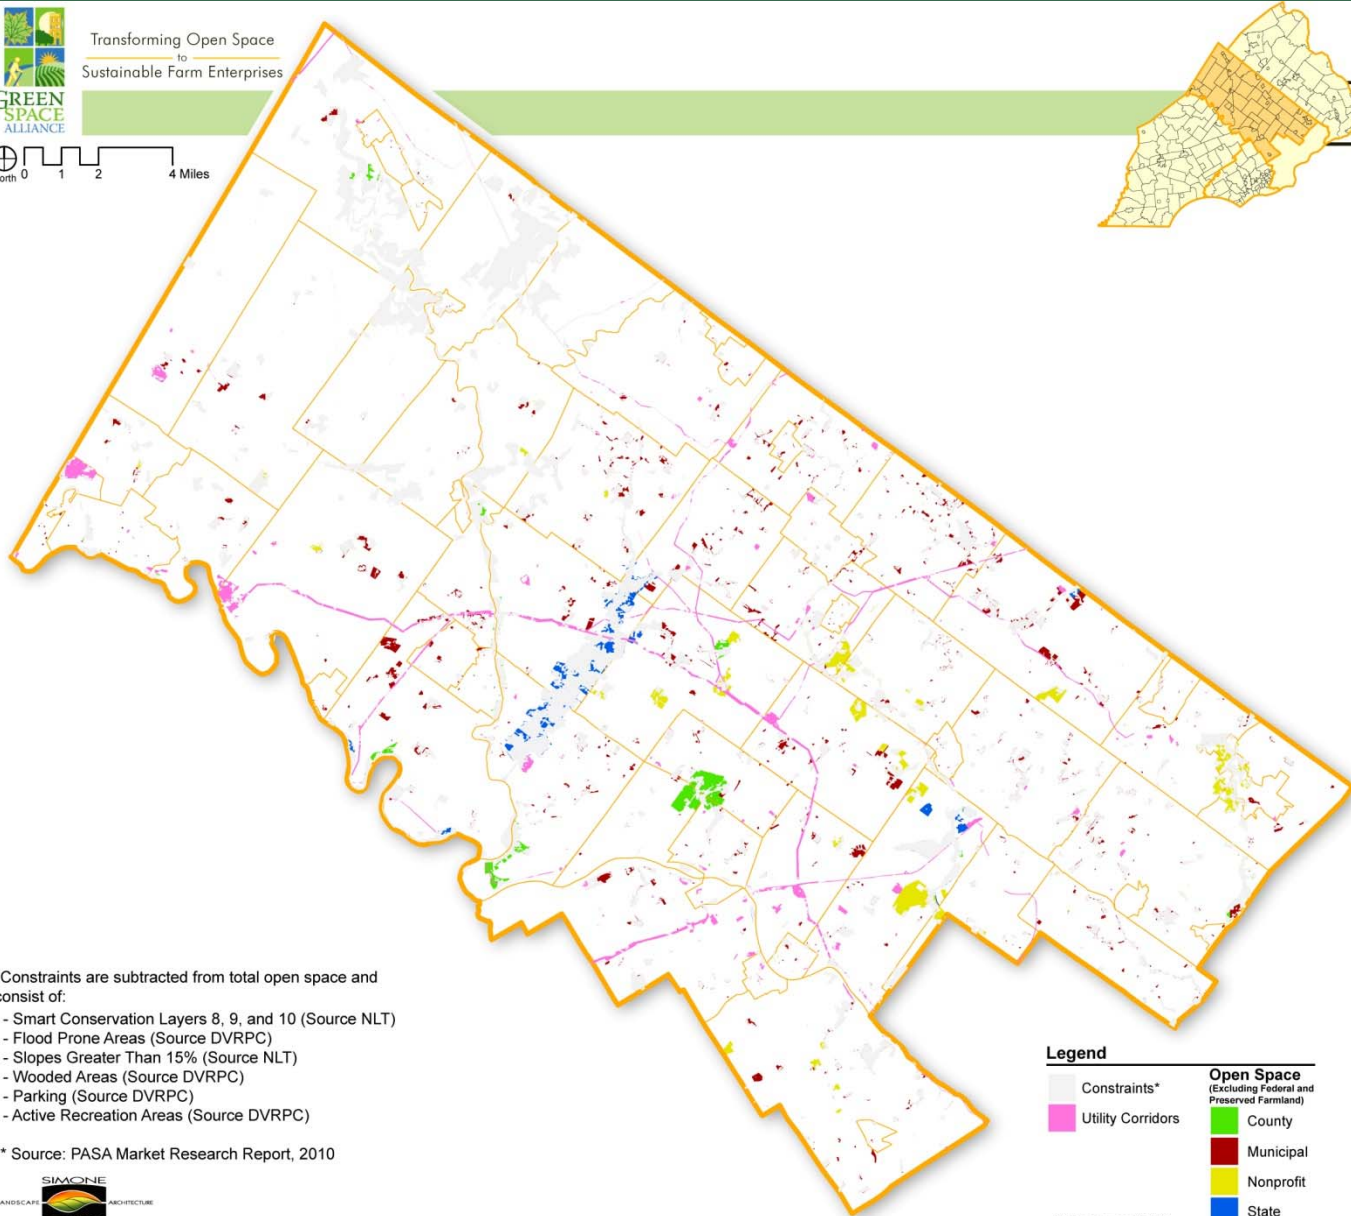 Transforming Open Space
to
Sustainable Farm Enterprises
GREEN
SPACE
ALLIANCE
0 1 2 4 Miles
Constraints are subtracted from total open space and
consist of:
- Smart Conservation Layers 8, 9, and 10 (Source NLT)
- Flood Prone Areas (Source DVRPC)
- Slopes Greater Than 15% (Source NLT)
- Wooded Areas (Source DVRPC)
- Parking (Source DVRPC)
- Active Recreation Areas (Source DVRPC)
* Source: PASA Market Research Report, 2010
SIMONE
LANDSCAPE ARCHITECTURE
Legend
Constraints*
Utility Corridors
Open Space
(Excluding Federal and
Preserved Farmland)
County
Municipal
Nonprofit
State